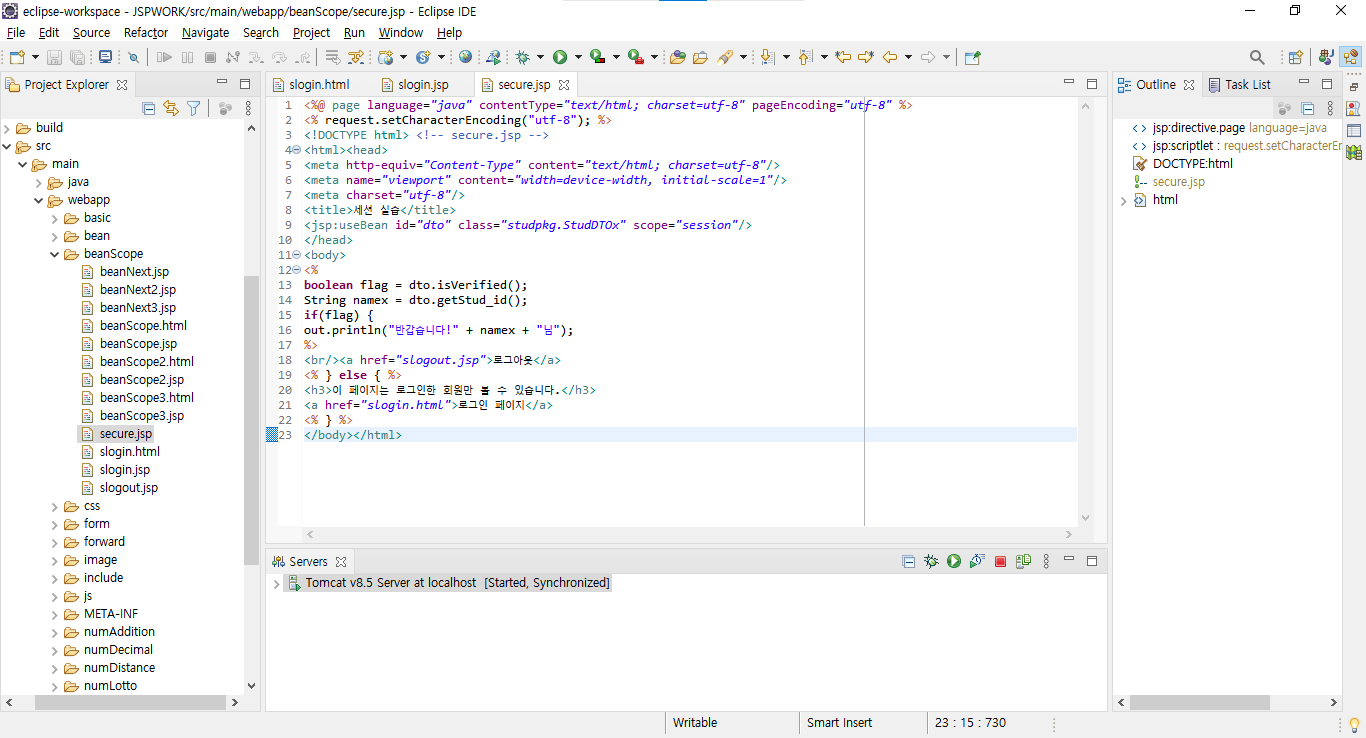 eclipse-workspace - JSPWORK/src/main/webapp/beanScope/secure.jsp - Eclipse IDE
File Edit Source Refactor Navigate Search Project Run Window Help
Project Explorer
build
src
main
java
webapp
basic
bean
beanScope
beanNext.jsp
beanNext2.jsp
beanNext3.jsp
beanScope.html
beanScope.jsp
beanScope2.html
beanScope2.jsp
beanScope3.html
beanScope3.jsp
secure.jsp
slogin.html
slogin.jsp
slogout.jsp
css
form
forward
image
include
js
META-INF
numAddition
numDecimal
numDistance
numLotto
slogin.html slogin.jsp secure.jsp
1 <%@ page language="java" contentType="text/html; charset=utf-8" pageEncoding="utf-8" %>
2 <% request.setCharacterEncoding("utf-8"); %>
3 <!DOCTYPE html> <!-- secure.jsp -->
4 <html><head>
5 <meta http-equiv="Content-Type" content="text/html; charset=utf-8"/>
6 <meta name="viewport" content="width=device-width, initial-scale=1"/>
7 <meta charset="utf-8"/>
8 <title>세션 실습</title>
9 <jsp:useBean id="dto" class="studpkg.StudDTOx" scope="session"/>
10 </head>
11 <body>
12 <%
13 boolean flag = dto.isVerified();
14 String namex = dto.getStud_id();
15 if(flag) {
16 out.println("반갑습니다!" + namex + "님");
17 %>
18 <br/><a href="slogout.jsp">로그아웃</a>
19 <% } else { %>
20 <h3>이 페이지는 로그인한 회원만 볼 수 있습니다.</h3>
21 <a href="slogin.html">로그인 페이지</a>
22 <% } %>
23 </body></html>
Servers
Tomcat v8.5 Server at localhost [Started, Synchronized]
Outline Task List
jsp:directive.page language=java
jsp:scriptlet : request.setCharacterEr
DOCTYPE:html
secure.jsp
html
Writable Smart Insert 23 : 15 : 730